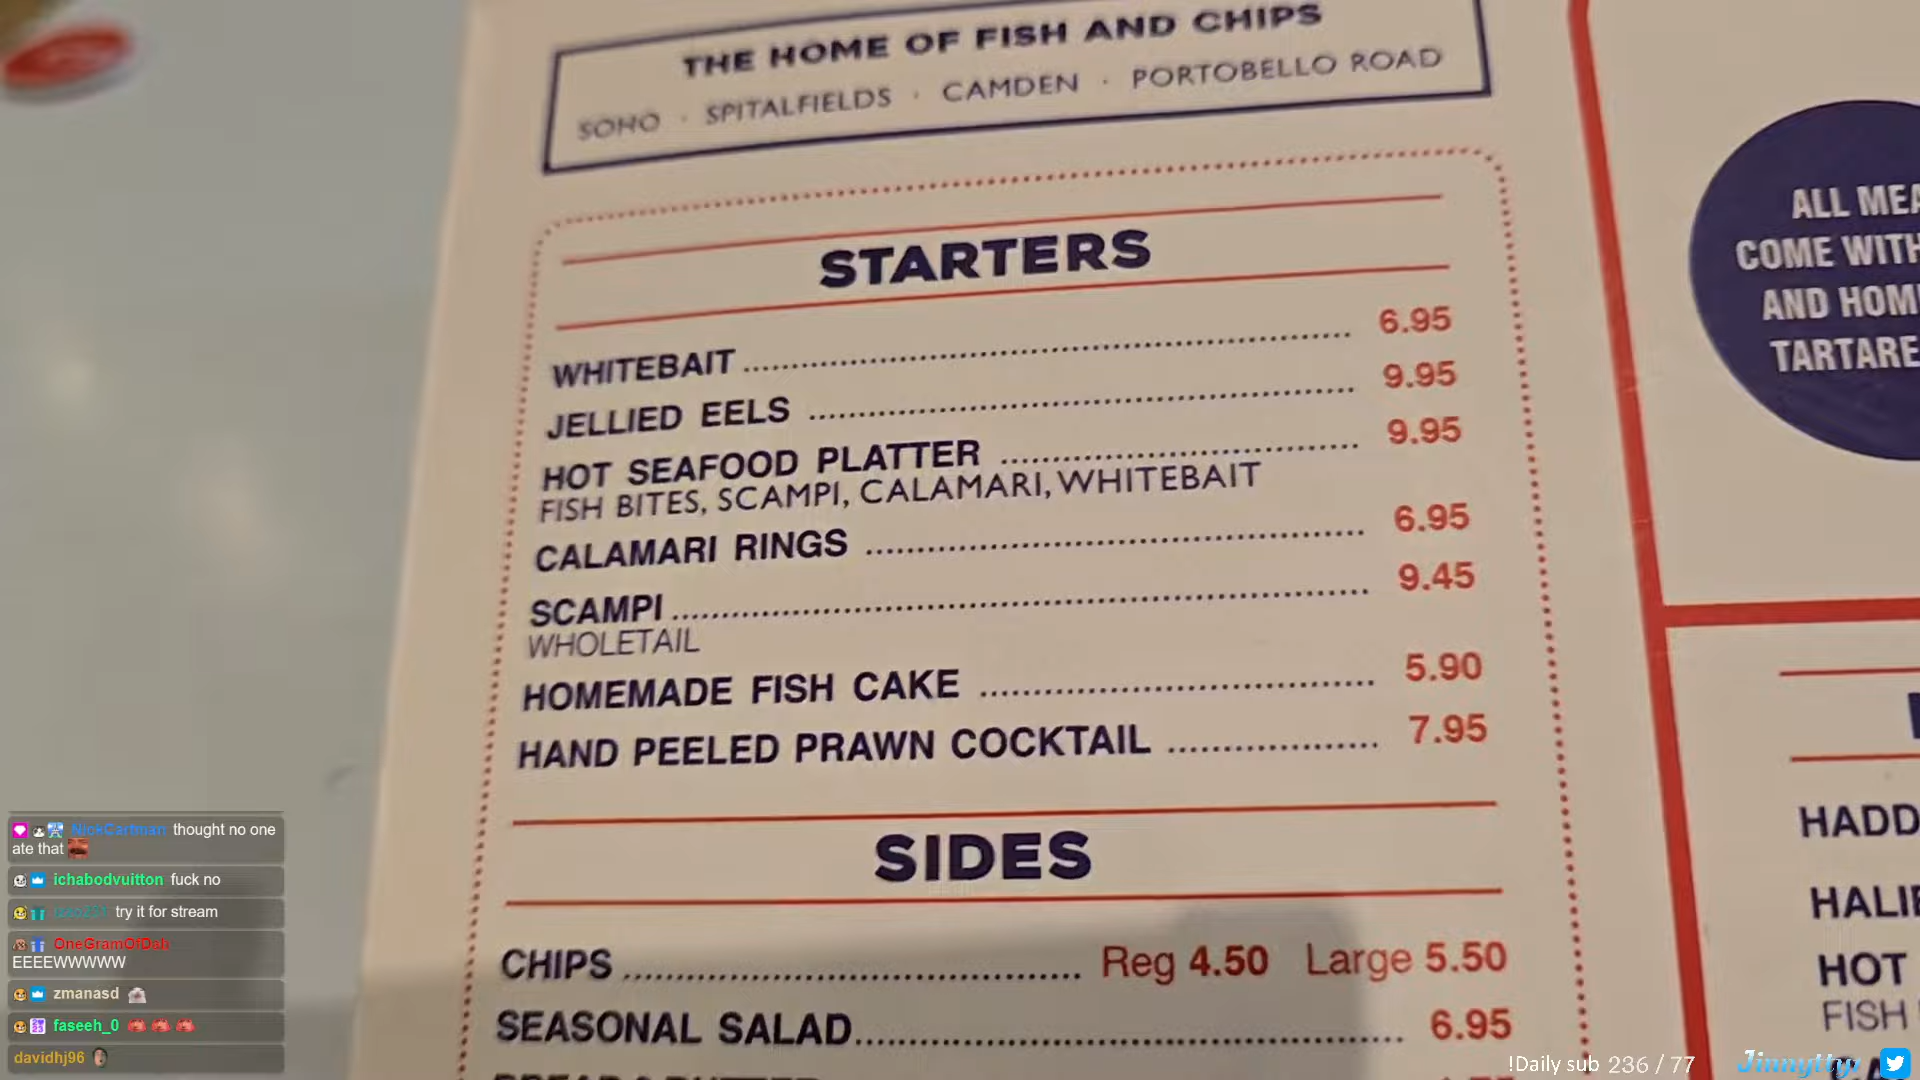 THE HOME OF FISH AND CHIPS
SOHO · SPITALFIELDS · CAMDEN · PORTOBELLO ROAD
STARTERS
WHITEBAIT 6.95
JELLIED EELS 9.95
HOT SEAFOOD PLATTER 9.95
FISH BITES, SCAMPI, CALAMARI, WHITEBAIT
CALAMARI RINGS 6.95
SCAMPI 9.45
WHOLETAIL
HOMEMADE FISH CAKE 5.90
HAND PEELED PRAWN COCKTAIL 7.95
SIDES
CHIPS Reg 4.50 Large 5.50
SEASONAL SALAD 6.95
ALL MEA
COME WITH
AND HOM
TARTARE
HADD
HALIB
HOT
FISH
NickCartman thought no one
ate that
ichabodvuitton fuck no
try it for stream
OneGramOfDah
EEEEWWWWW
zmanasd
faseeh_0
davidhj96
!Daily sub 236 / 77
Jinnytty